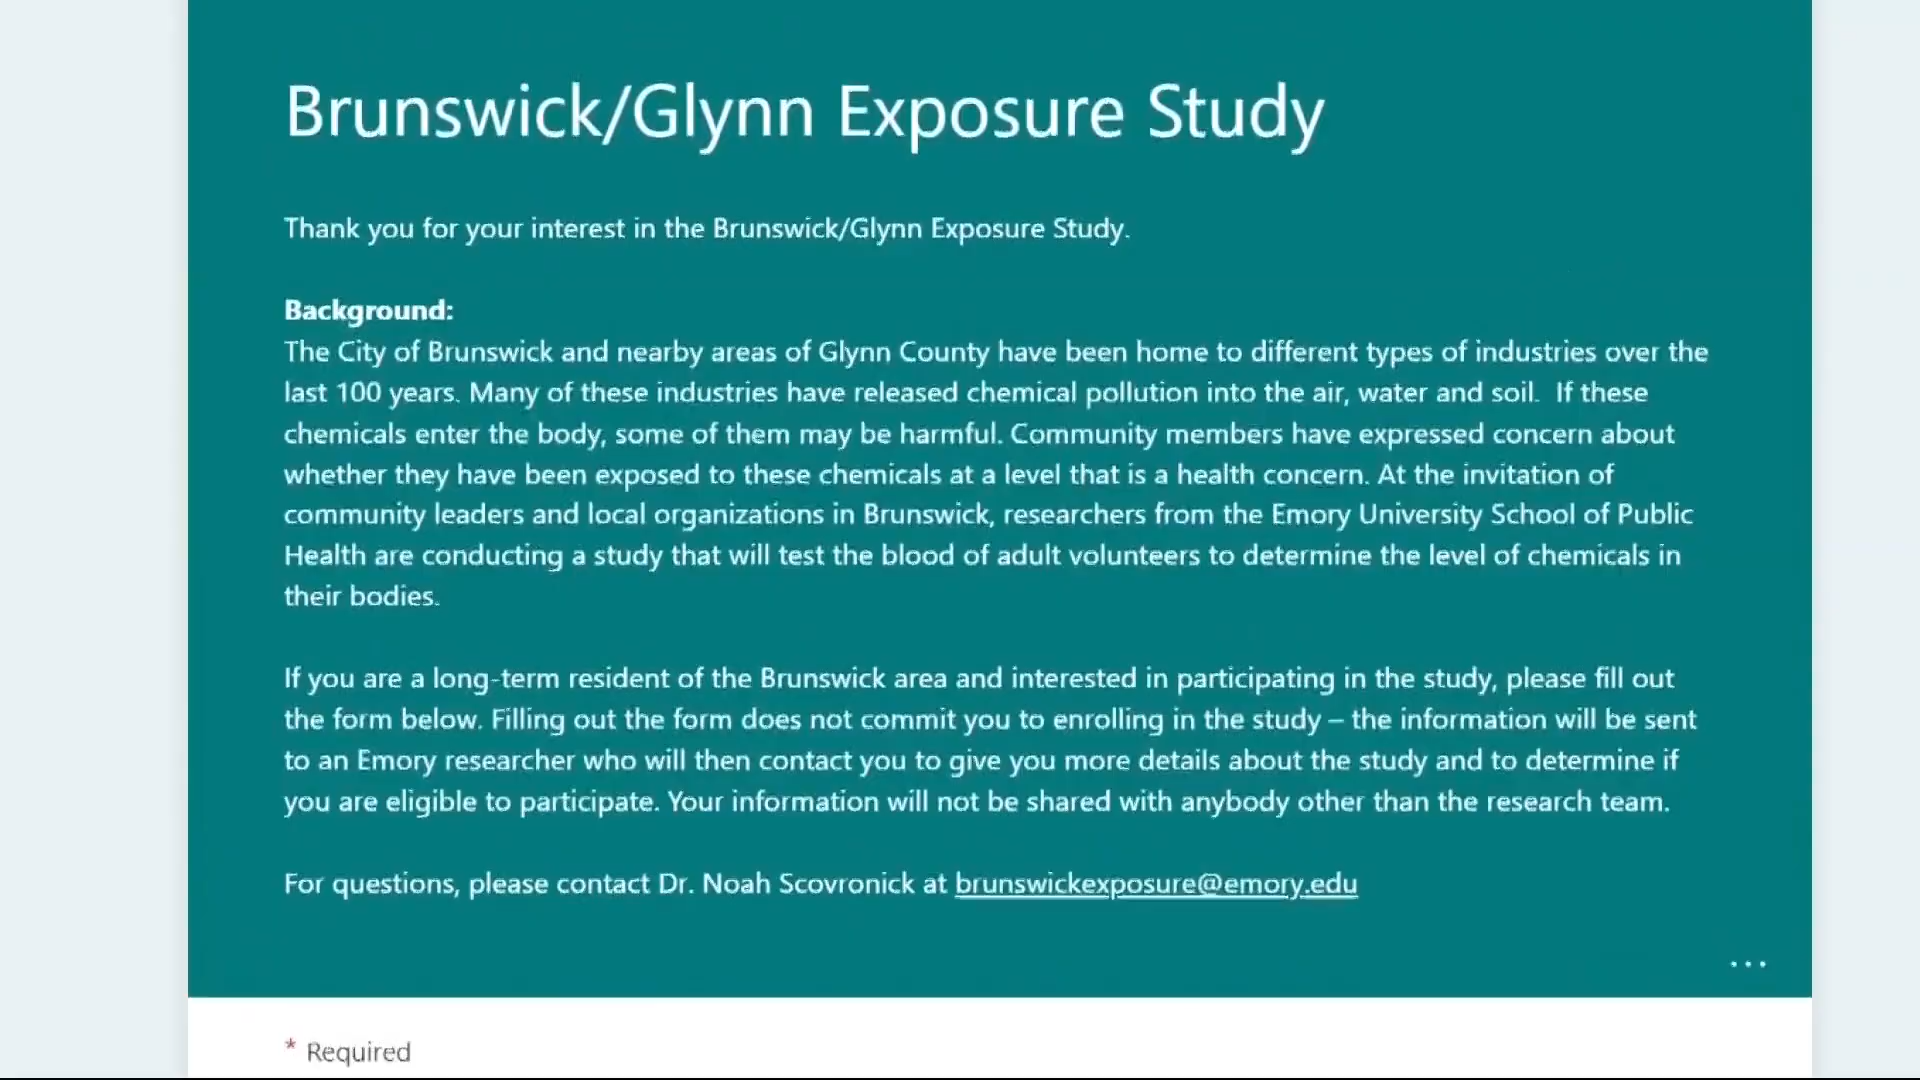 Brunswick/Glynn Exposure Study
Thank you for your interest in the Brunswick/Glynn Exposure Study.
Background:
The City of Brunswick and nearby areas of Glynn County have been home to different types of industries over the
last 100 years. Many of these industries have released chemical pollution into the air, water and soil.  If these
chemicals enter the body, some of them may be harmful. Community members have expressed concern about
whether they have been exposed to these chemicals at a level that is a health concern. At the invitation of
community leaders and local organizations in Brunswick, researchers from the Emory University School of Public
Health are conducting a study that will test the blood of adult volunteers to determine the level of chemicals in
their bodies.
If you are a long-term resident of the Brunswick area and interested in participating in the study, please fill out
the form below. Filling out the form does not commit you to enrolling in the study – the information will be sent
to an Emory researcher who will then contact you to give you more details about the study and to determine if
you are eligible to participate. Your information will not be shared with anybody other than the research team.
For questions, please contact Dr. Noah Scovronick at brunswickexposure@emory.edu
...
* Required